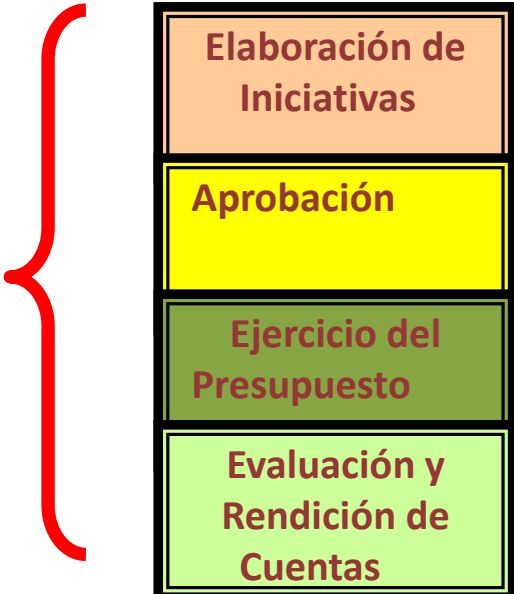 Elaboración de
Iniciativas
Aprobación
Ejercicio del
Presupuesto
Evaluación y
Rendición de
Cuentas